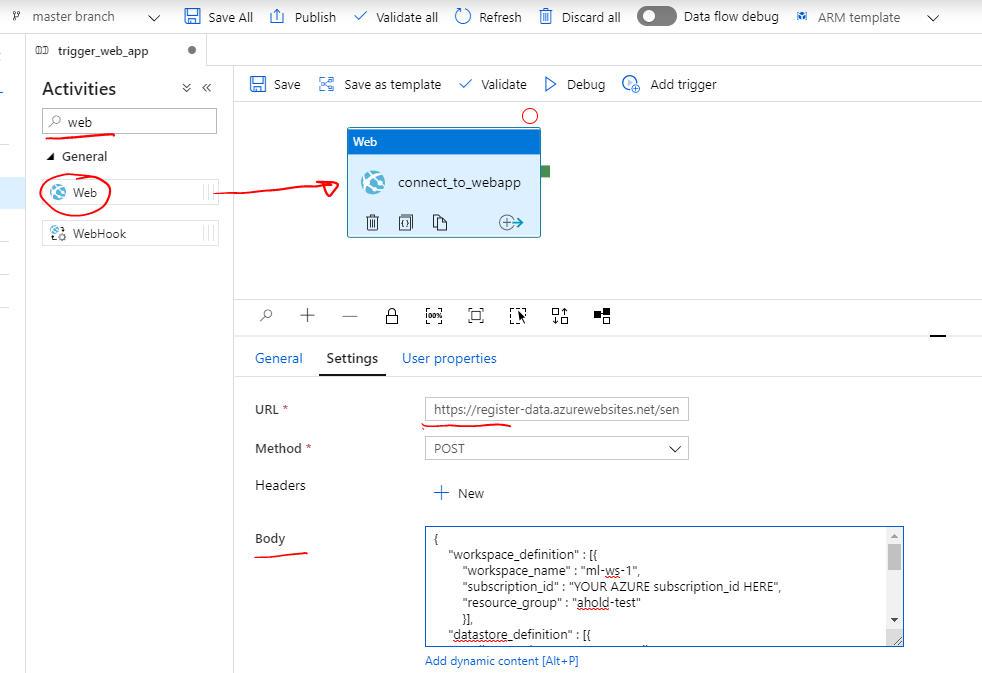 master branch
Save All
Publish
Validate all
Refresh
Discard all
Data flow debug
ARM template
trigger_web_app
Activities
web
General
Web
WebHook
Save
Save as template
Validate
Debug
Add trigger
Web
connect_to_webapp
100%
General
Settings
User properties
URL *
https://register-data.azurewebsites.net/sen
Method *
POST
Headers
New
Body
{
"workspace_definition" : [{
"workspace_name" : "ml-ws-1",
"subscription_id" : "YOUR AZURE subscription_id HERE",
"resource_group" : "ahold-test"
}],
"datastore_definition" : [{
Add dynamic content [Alt+P]